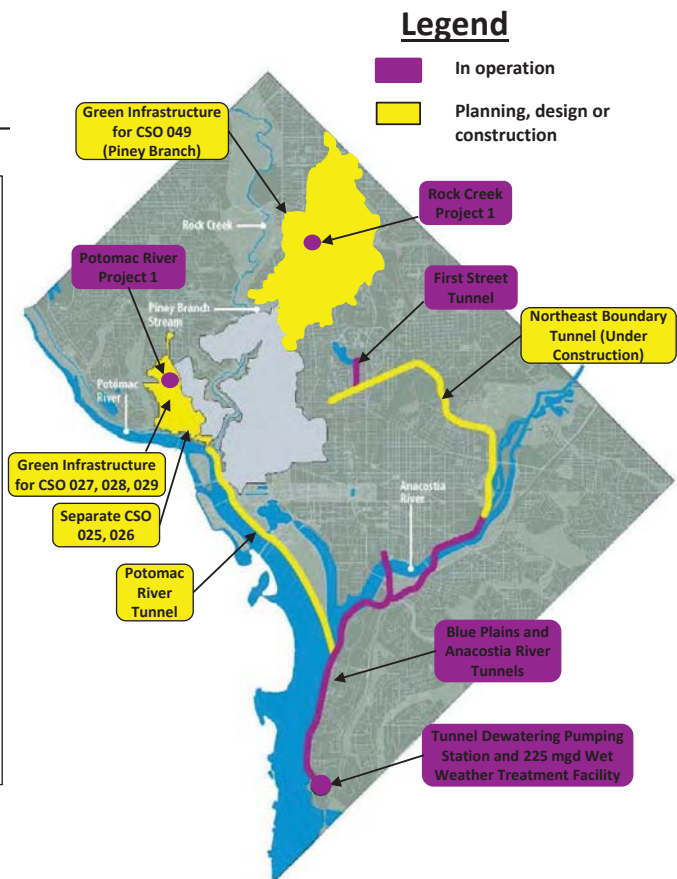 Legend
In operation
Planning, design or
construction
Green Infrastructure
for CSO 049
(Piney Branch)
Rock Creek
Rock Creek
Project 1
Potomac River
Project 1
First Street
Tunnel
Piney Branch
Stream
Northeast Boundary
Tunnel (Under
Construction)
Potomac
River
Green Infrastructure
for CSO 027, 028, 029
Anacostia
River
Separate CSO
025, 026
Potomac
River
Tunnel
Blue Plains and
Anacostia River
Tunnels
Tunnel Dewatering Pumping
Station and 225 mgd Wet
Weather Treatment Facility